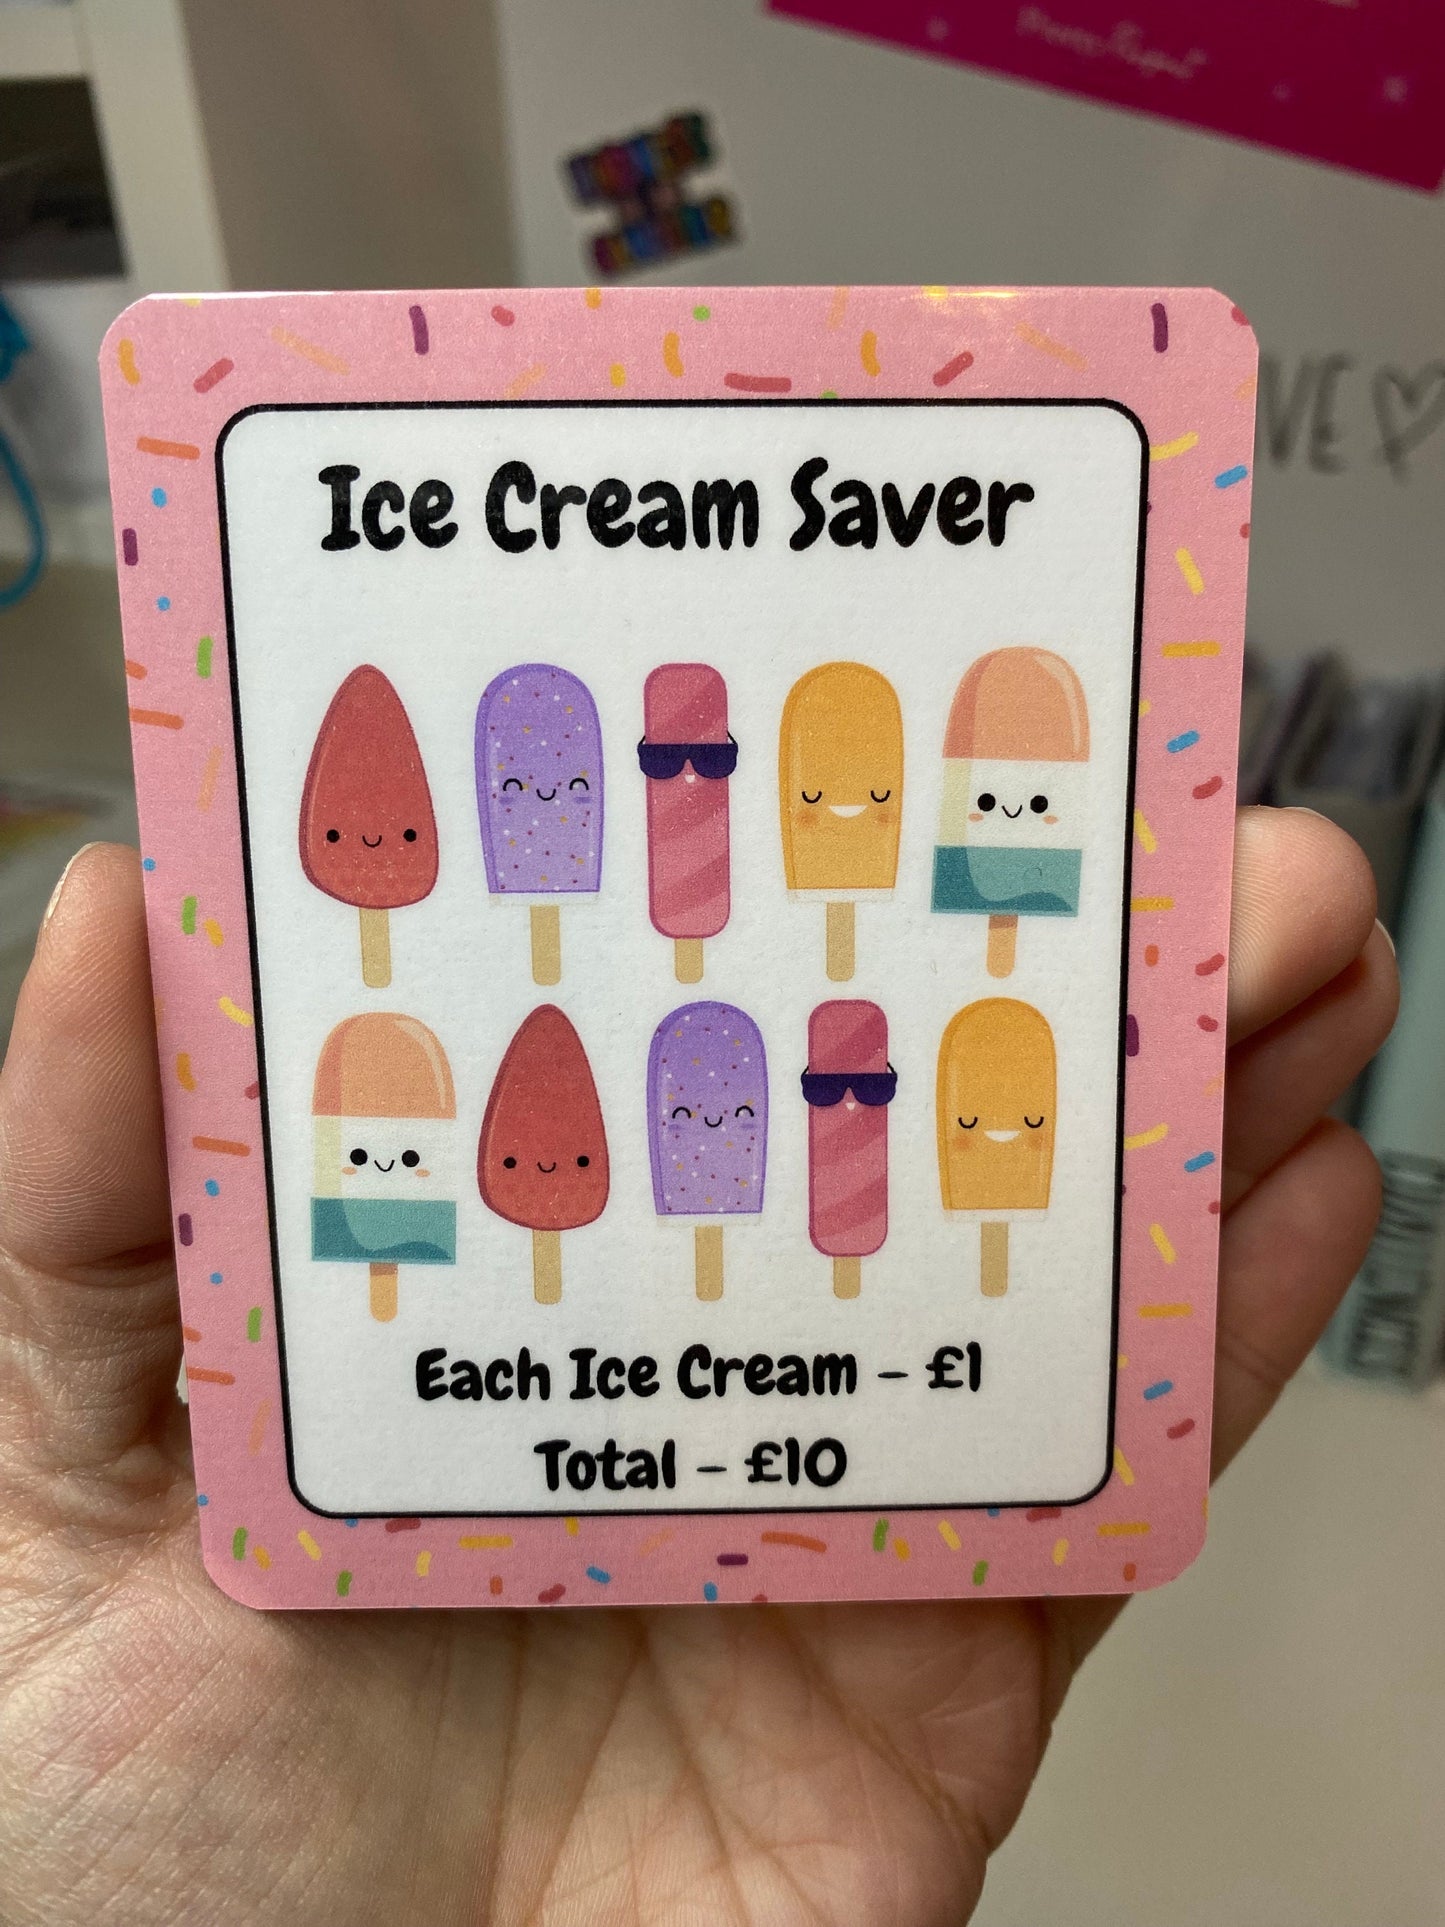 Ice Cream Saver
Each Ice Cream – £1
Total – £10